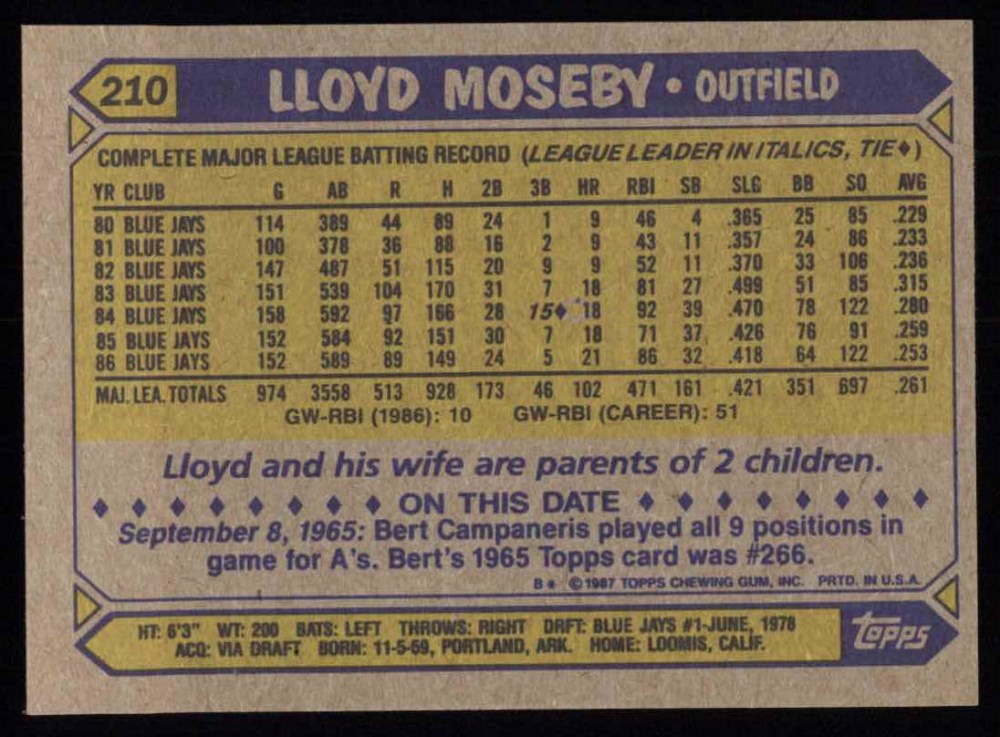 210 LLOYD MOSEBY • OUTFIELD
COMPLETE MAJOR LEAGUE BATTING RECORD (LEAGUE LEADER IN ITALICS, TIE♦)
YR CLUB G AB R H 2B 3B HR RBI SB SLG BB SO AVG
80 BLUE JAYS 114 389 44 89 24 1 9 46 4 .365 25 85 .229
81 BLUE JAYS 100 378 36 88 16 2 9 43 11 .357 24 86 .233
82 BLUE JAYS 147 487 51 115 20 9 9 52 11 .370 33 106 .236
83 BLUE JAYS 151 539 104 170 31 7 18 81 27 .499 51 85 .315
84 BLUE JAYS 158 592 97 166 28 15♦ 18 92 39 .470 78 122 .280
85 BLUE JAYS 152 584 92 151 30 7 18 71 37 .426 76 91 .259
86 BLUE JAYS 152 589 89 149 24 5 21 86 32 .418 64 122 .253
MAJ. LEA. TOTALS 974 3558 513 928 173 46 102 471 161 .421 351 697 .261
GW-RBI (1986): 10 GW-RBI (CAREER): 51
Lloyd and his wife are parents of 2 children.
♦ ♦ ♦ ♦ ♦ ♦ ♦ ♦ ON THIS DATE ♦ ♦ ♦ ♦ ♦ ♦ ♦ ♦
September 8, 1965: Bert Campaneris played all 9 positions in
game for A's. Bert's 1965 Topps card was #266.
B* © 1987 TOPPS CHEWING GUM, INC. PRTD. IN U.S.A.
HT: 6'3" WT: 200 BATS: LEFT THROWS: RIGHT DRFT: BLUE JAYS #1-JUNE, 1978
ACQ: VIA DRAFT BORN: 11-5-59, PORTLAND, ARK. HOME: LOOMIS, CALIF.
topps